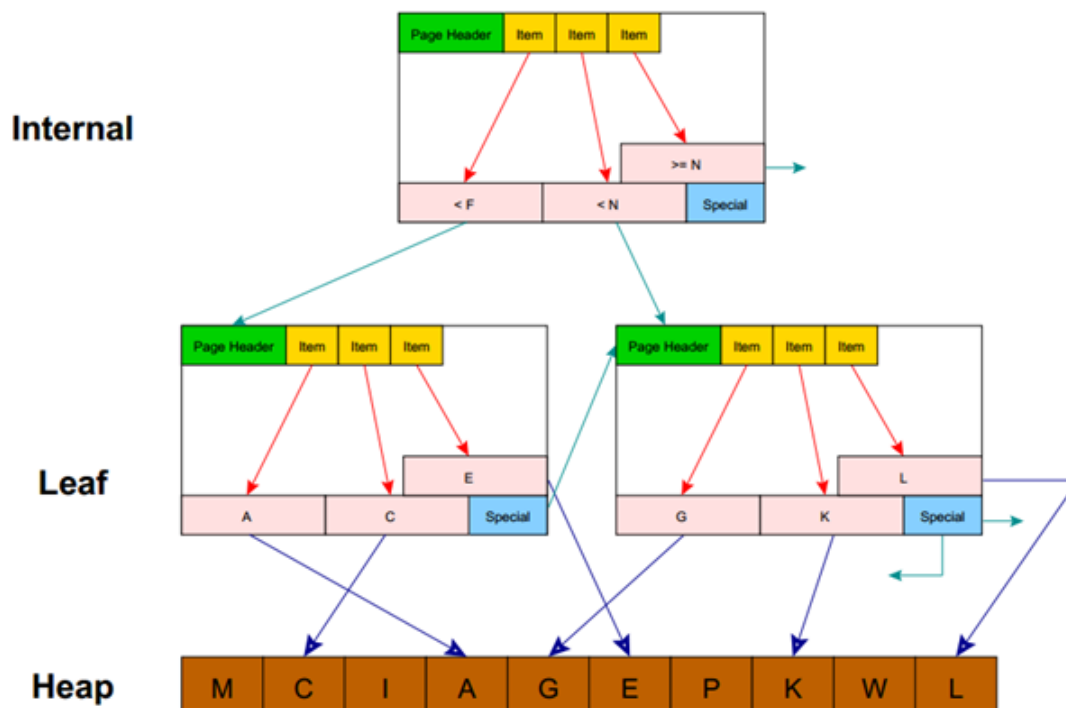 Page Header Item Item Item
Internal
>= N
< F < N Special
Page Header Item Item Item Page Header Item Item Item
Leaf
E L
A C Special G K Special
Heap M C I A G E P K W L